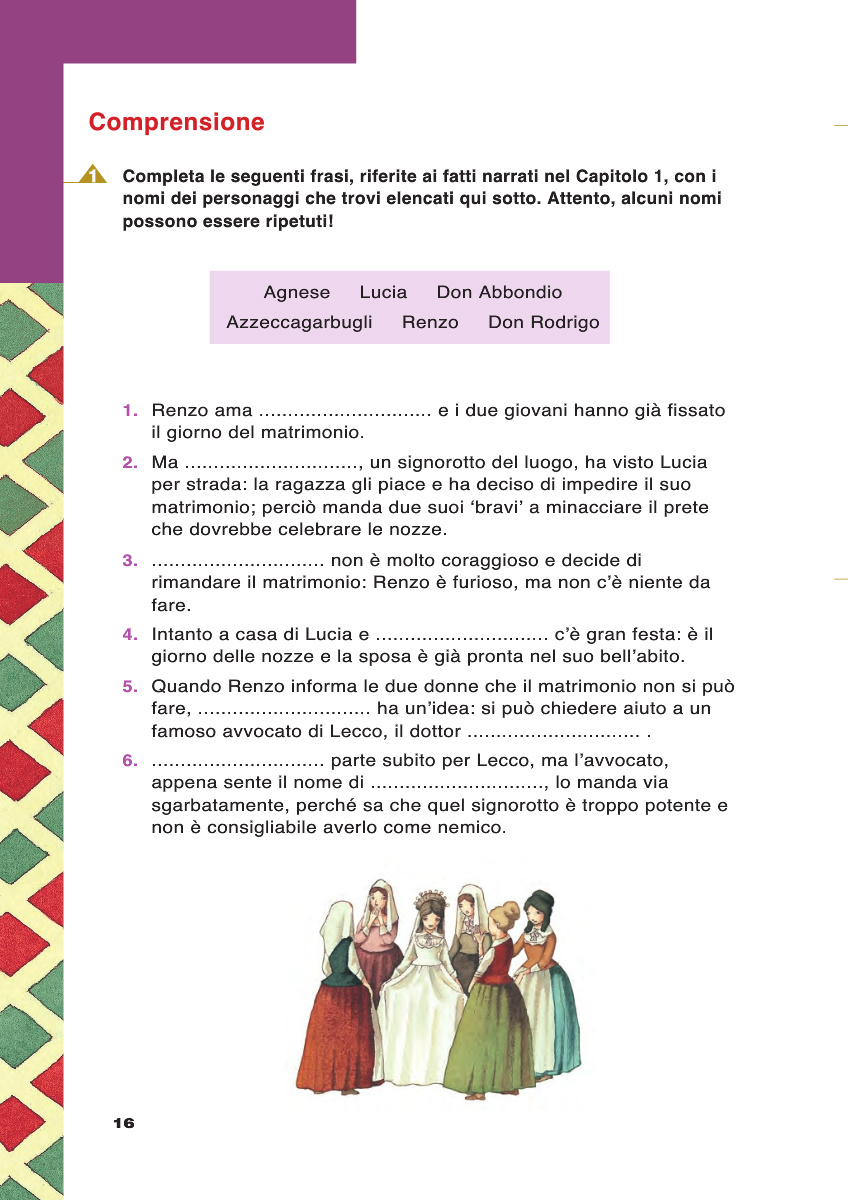 Comprensione
1 Completa le seguenti frasi, riferite ai fatti narrati nel Capitolo 1, con i
nomi dei personaggi che trovi elencati qui sotto. Attento, alcuni nomi
possono essere ripetuti!
Agnese Lucia Don Abbondio
Azzeccagarbugli Renzo Don Rodrigo
1. Renzo ama .............................. e i due giovani hanno già fissato
il giorno del matrimonio.
2. Ma .............................., un signorotto del luogo, ha visto Lucia
per strada: la ragazza gli piace e ha deciso di impedire il suo
matrimonio; perciò manda due suoi ‘bravi’ a minacciare il prete
che dovrebbe celebrare le nozze.
3. .............................. non è molto coraggioso e decide di
rimandare il matrimonio: Renzo è furioso, ma non c’è niente da
fare.
4. Intanto a casa di Lucia e .............................. c’è gran festa: è il
giorno delle nozze e la sposa è già pronta nel suo bell’abito.
5. Quando Renzo informa le due donne che il matrimonio non si può
fare, .............................. ha un’idea: si può chiedere aiuto a un
famoso avvocato di Lecco, il dottor .............................. .
6. .............................. parte subito per Lecco, ma l’avvocato,
appena sente il nome di .............................., lo manda via
sgarbatamente, perché sa che quel signorotto è troppo potente e
non è consigliabile averlo come nemico.
16